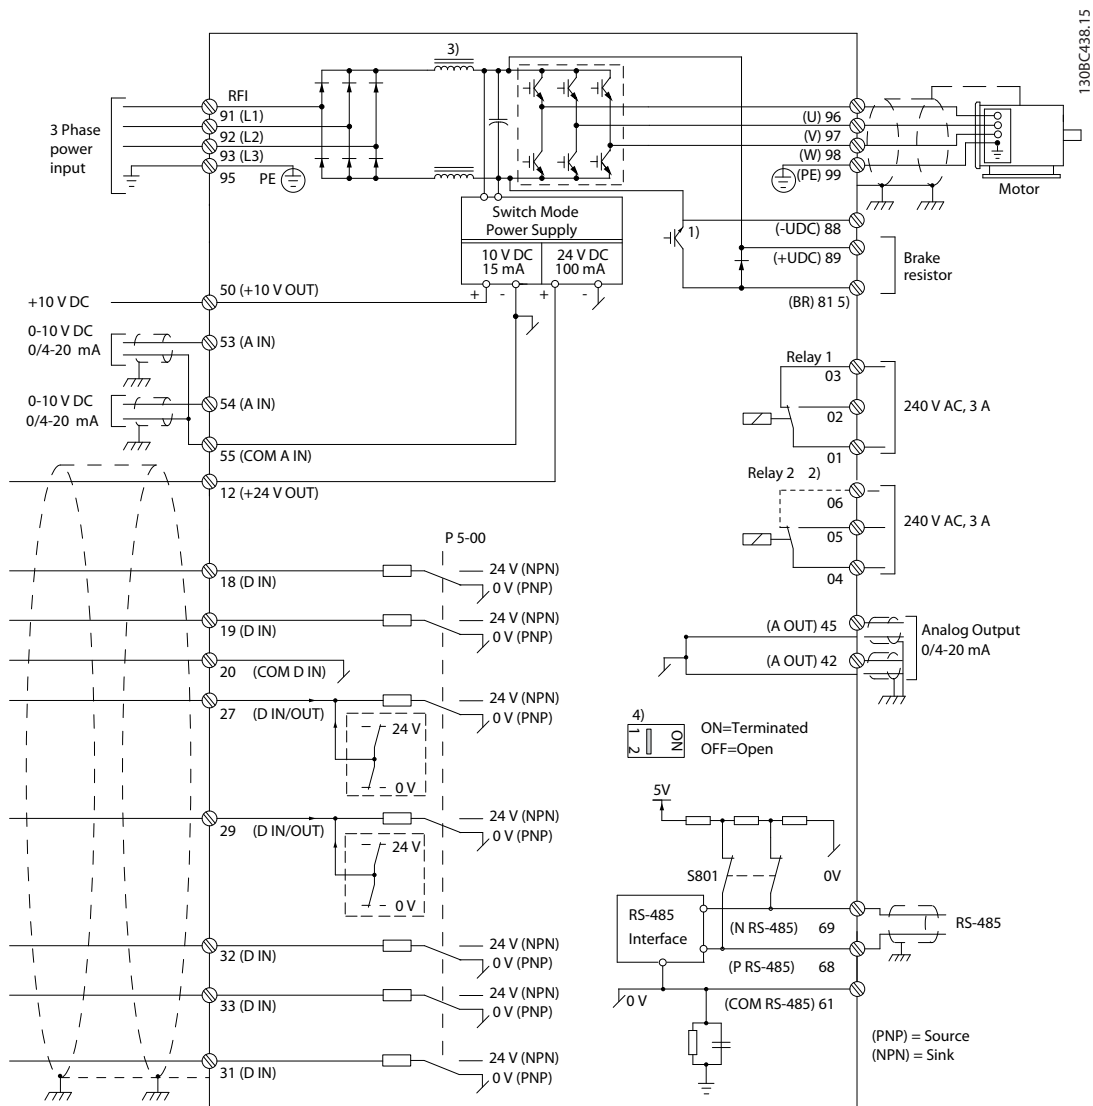 130BC438.15
3 Phase
power
input
RFI
91 (L1)
92 (L2)
93 (L3)
95
PE
3)
(U) 96
(V) 97
(W) 98
(PE) 99
Motor
Switch Mode
Power Supply
10 V DC
15 mA
24 V DC
100 mA
+
-
+
-
1)
(-UDC) 88
(+UDC) 89
(BR) 81 5)
Brake
resistor
+10 V DC
50 (+10 V OUT)
0-10 V DC
0/4-20 mA
53 (A IN)
0-10 V DC
0/4-20 mA
54 (A IN)
55 (COM A IN)
12 (+24 V OUT)
Relay 1
03
02
01
240 V AC, 3 A
Relay 2 2)
06
05
04
240 V AC, 3 A
P 5-00
18 (D IN)
24 V (NPN)
0 V (PNP)
19 (D IN)
24 V (NPN)
0 V (PNP)
20 (COM D IN)
27 (D IN/OUT)
24 V (NPN)
0 V (PNP)
24 V
0 V
29 (D IN/OUT)
24 V (NPN)
0 V (PNP)
24 V
0 V
32 (D IN)
24 V (NPN)
0 V (PNP)
33 (D IN)
24 V (NPN)
0 V (PNP)
31 (D IN)
24 V (NPN)
0 V (PNP)
(A OUT) 45
(A OUT) 42
Analog Output
0/4-20 mA
4)
1 2
ON
ON=Terminated
OFF=Open
5V
S801
0V
RS-485
Interface
(N RS-485) 69
(P RS-485) 68
RS-485
0 V
(COM RS-485) 61
(PNP) = Source
(NPN) = Sink